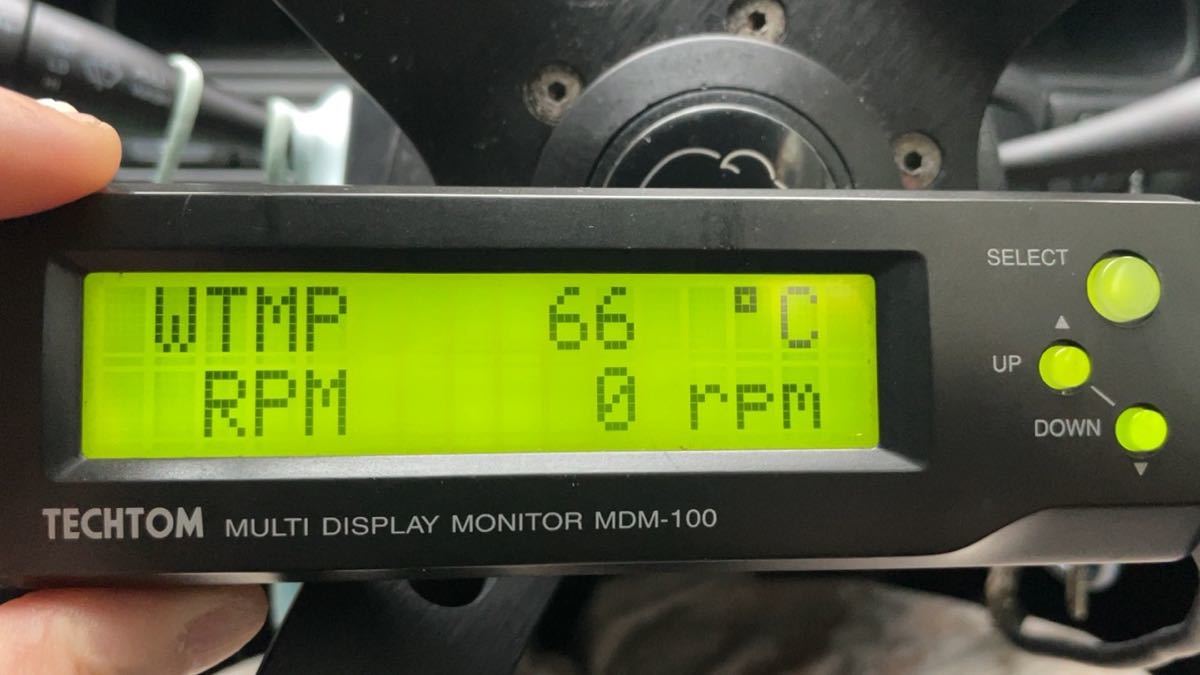 WTMP 66 °C
RPM 0 rpm
SELECT
▲
UP
DOWN
▼
TECHTOM MULTI DISPLAY MONITOR MDM-100